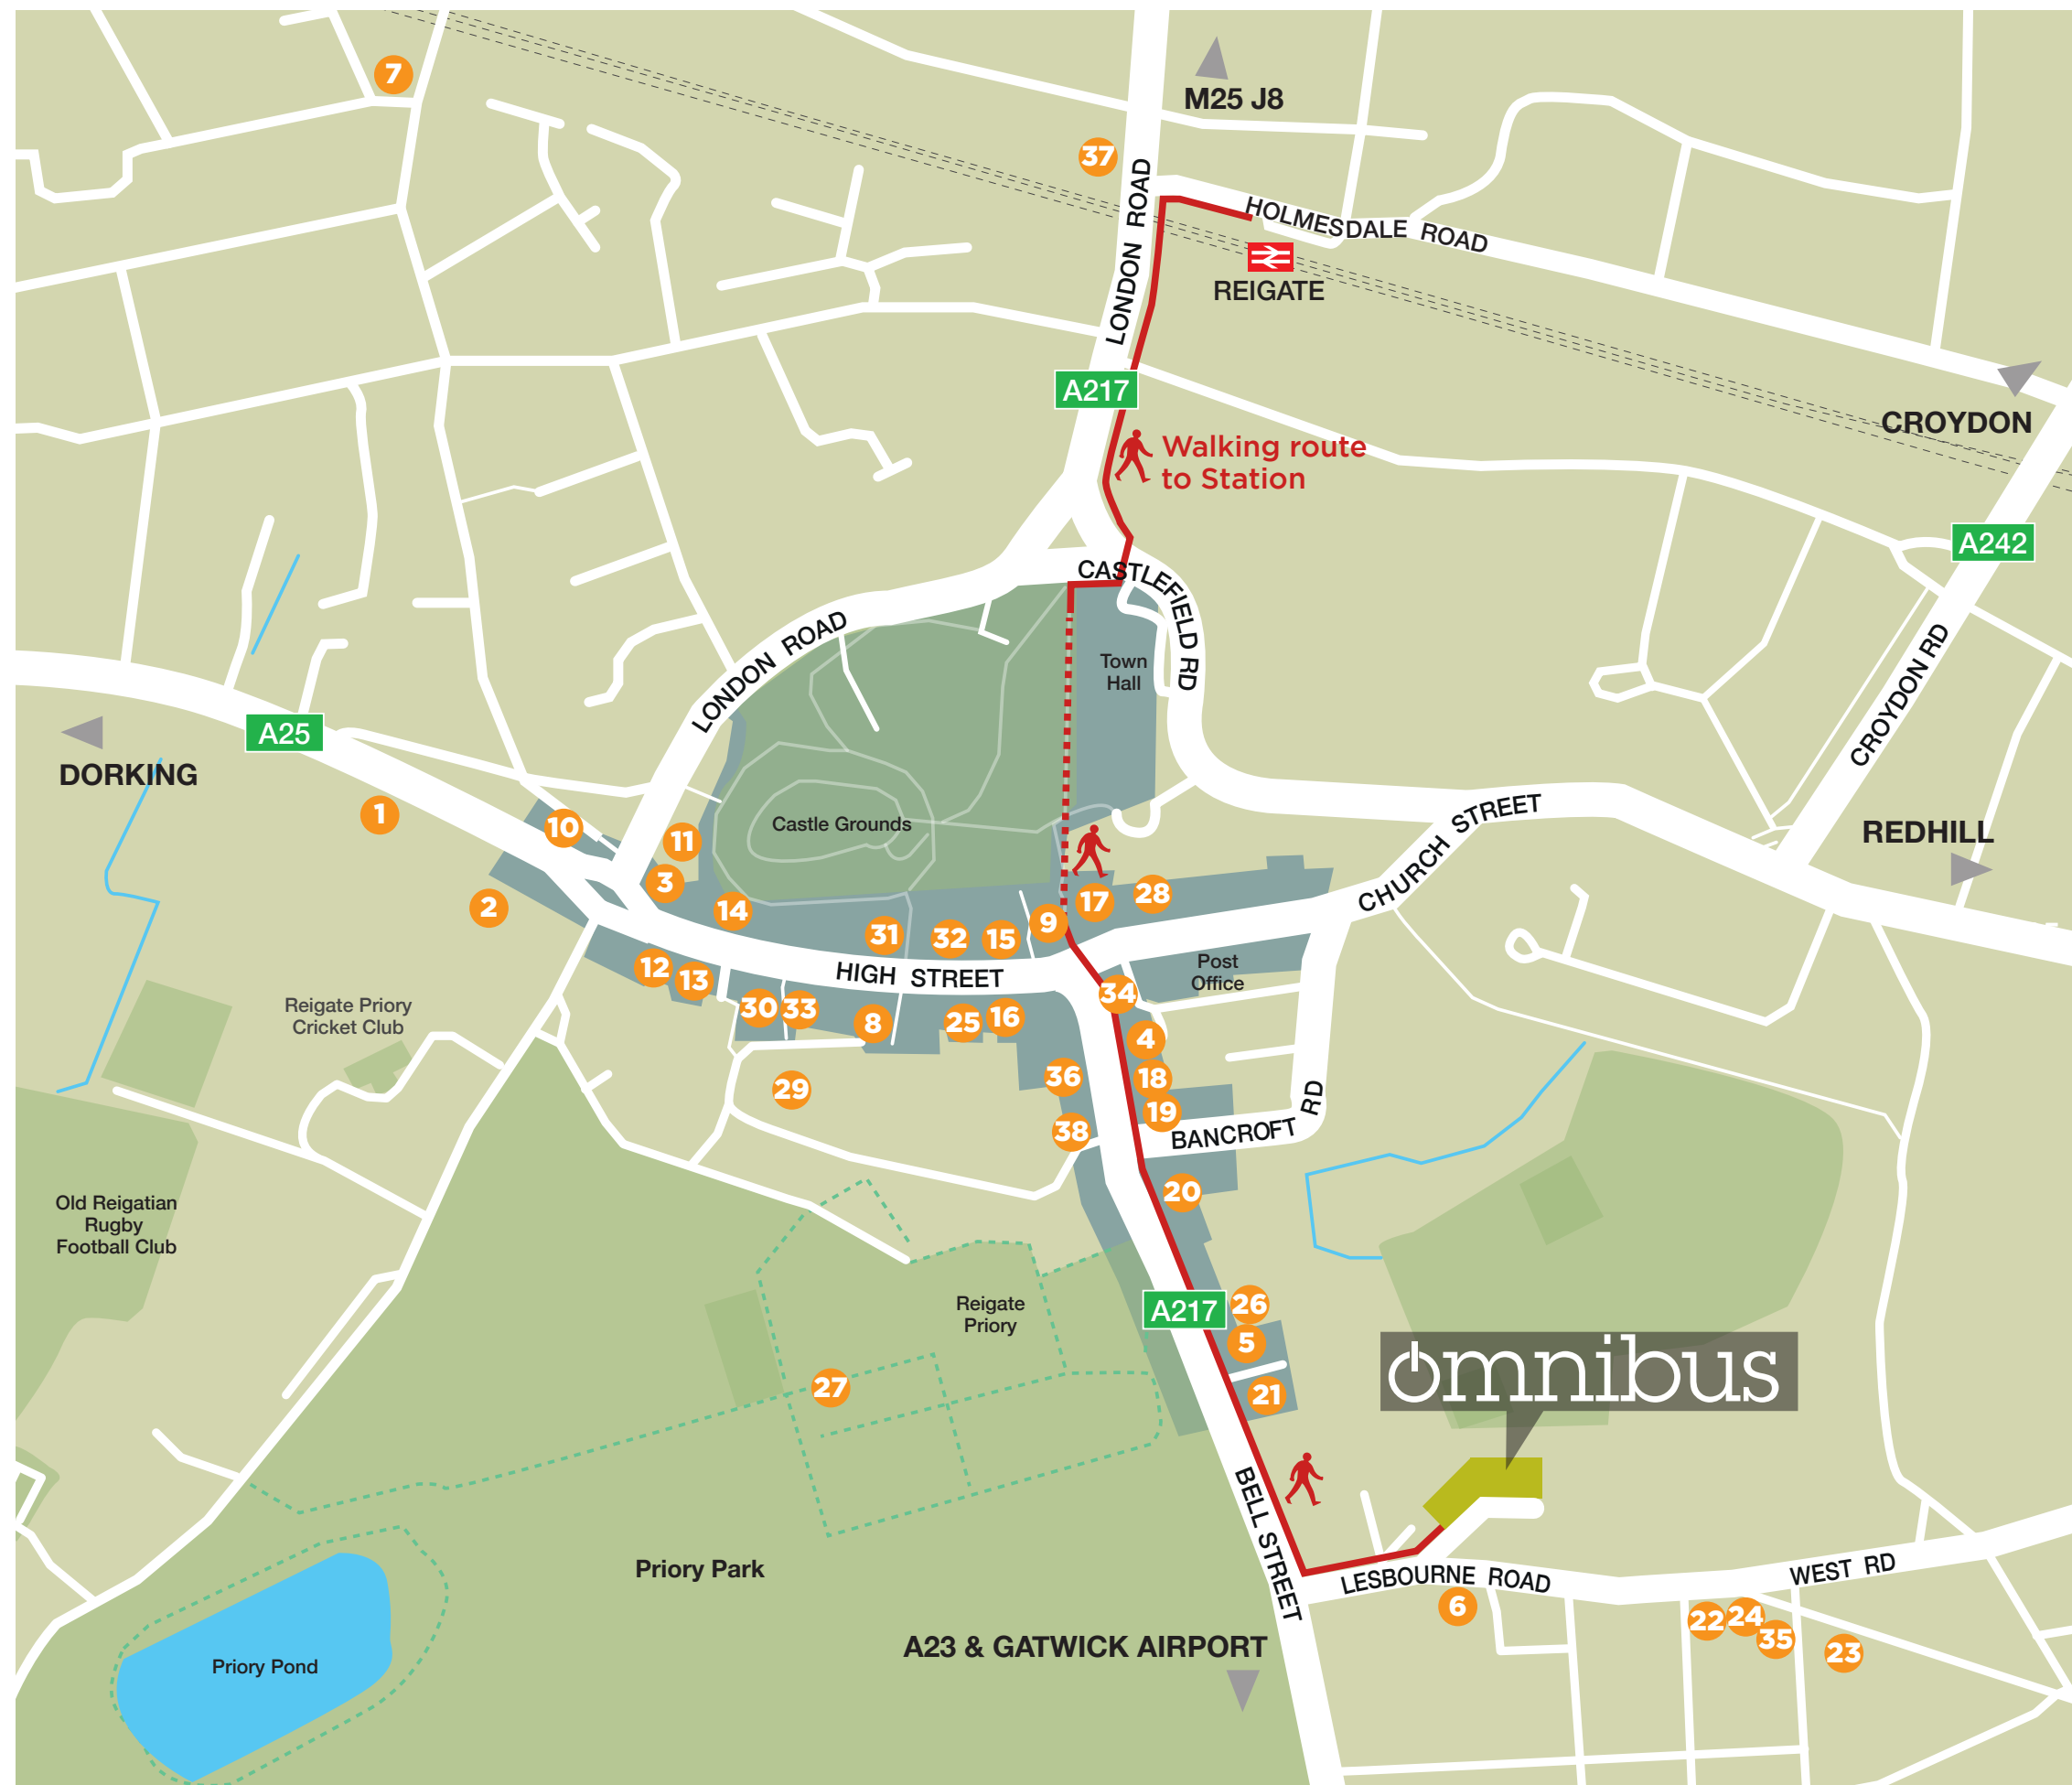 7
M25 J8
37
LONDON ROAD
HOLMESDALE ROAD
REIGATE
A217
CROYDON
Walking route
to Station
A242
CASTLEFIELD RD
LONDON ROAD
Town
Hall
CROYDON RD
A25
DORKING
1
10
11
Castle Grounds
CHURCH STREET
REDHILL
3
2
14
17
28
9
31
32
15
12
13
HIGH STREET
Post
Office
34
Reigate Priory
Cricket Club
30
33
8
25
16
4
29
36
18
19
38
BANCROFT RD
20
Old Reigatian
Rugby
Football Club
Reigate
Priory
A217
26
5
omnibus
27
21
BELL STREET
Priory Park
LESBOURNE ROAD
WEST RD
6
22
24
35
23
A23 & GATWICK AIRPORT
Priory Pond